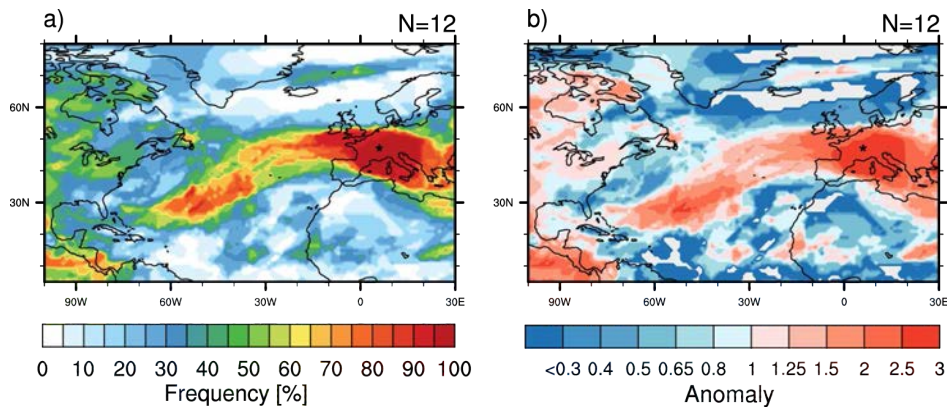 a) N=12 b) N=12
60N 60N
30N 30N
90W 60W 30W 0 30E 90W 60W 30W 0 30E
0 10 20 30 40 50 60 70 80 90 100 <0.3 0.4 0.5 0.65 0.8 1 1.25 1.5 2 2.5 3
Frequency [%] Anomaly